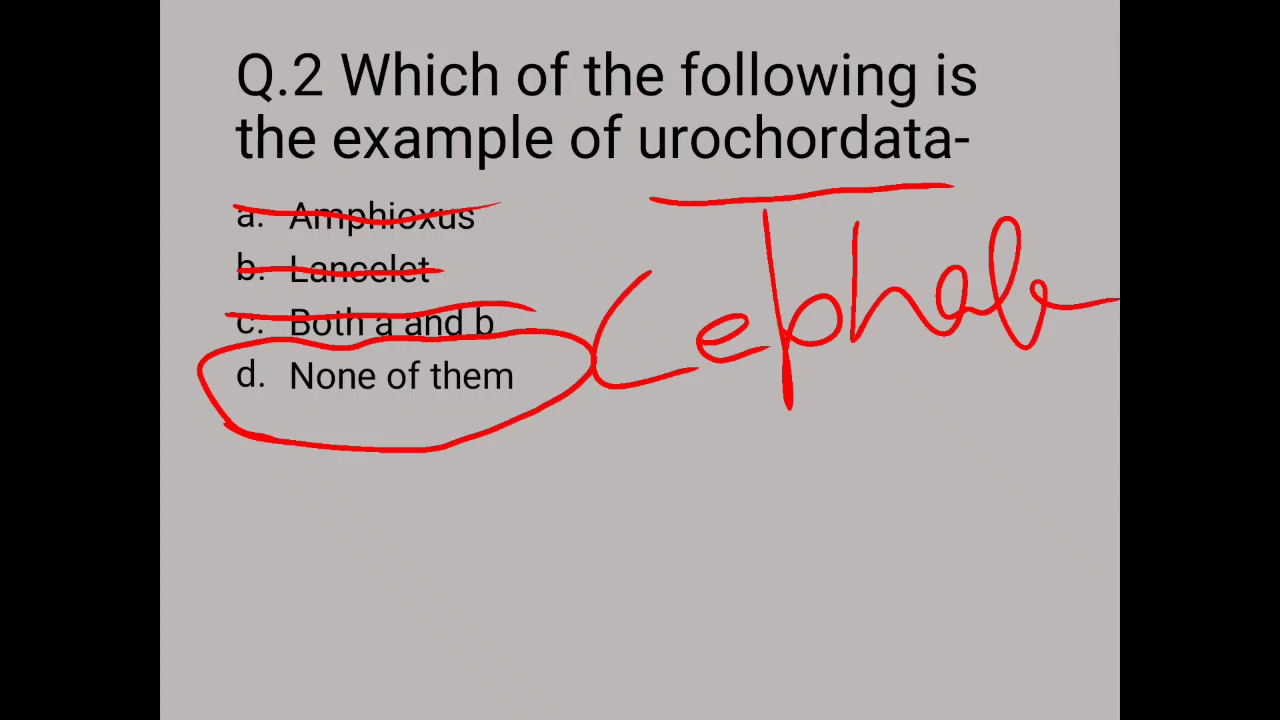 Q.2 Which of the following is
the example of urochordata-
a. Amphioxus
b. Lancelet
c. Both a and b
d. None of them
Cephalo